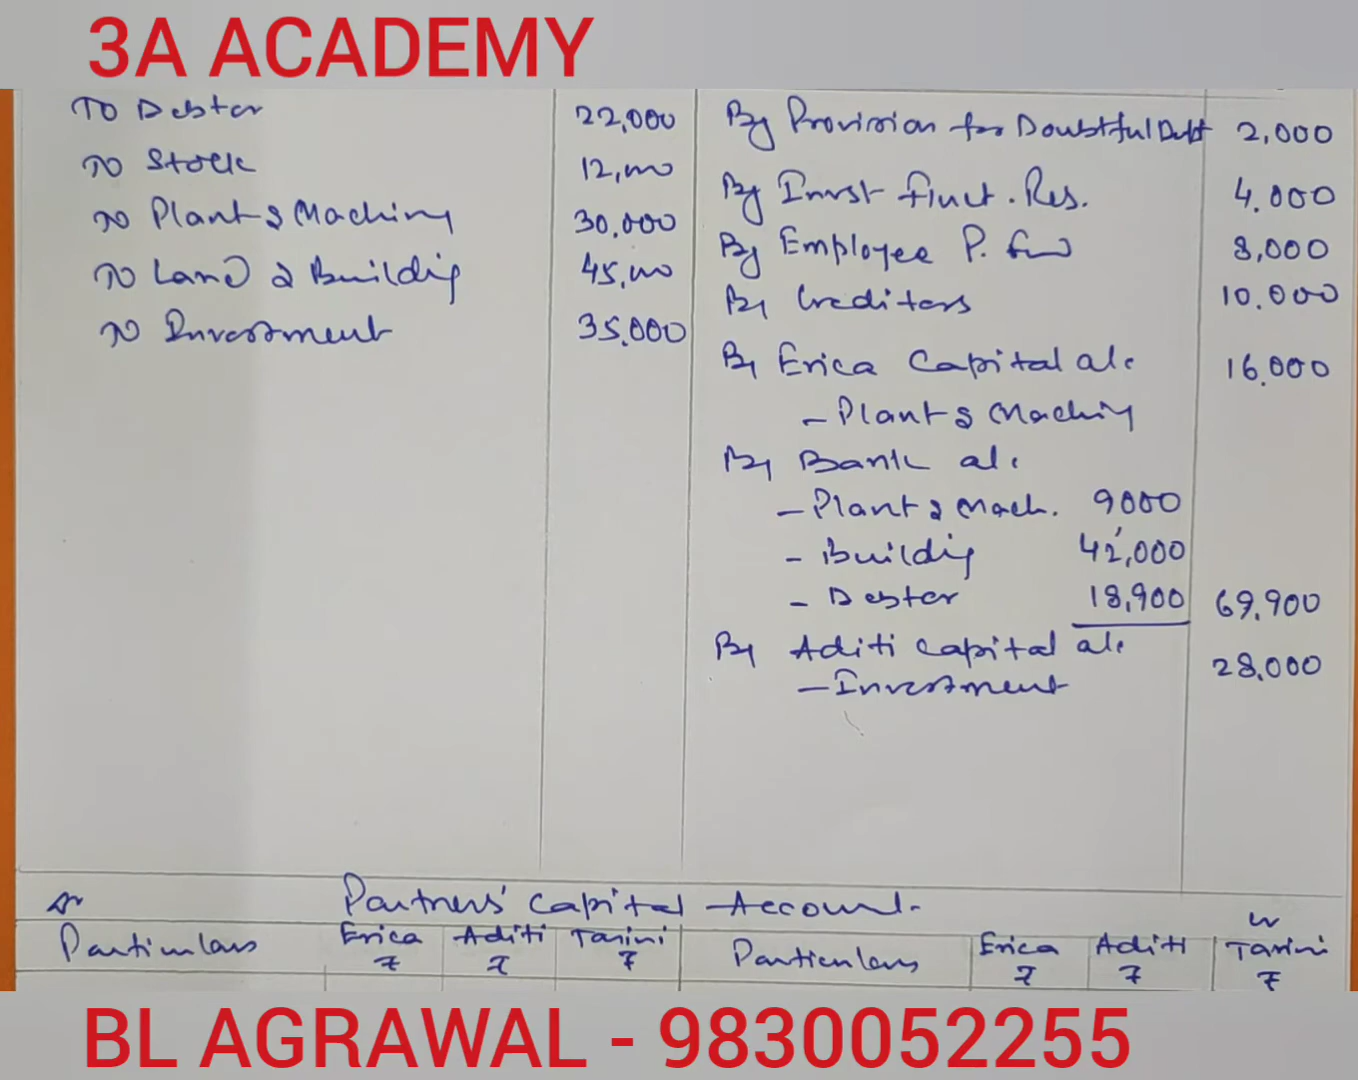 3A ACADEMY
To Debtor 22,000
To Stock 12,000
To Plant & Machinery 30,000
To Land & Building 45,000
To Investment 35,000
By Provision for Doubtful Debt 2,000
By Invst fluct. Res. 4,000
By Employee P. fund 8,000
By Creditors 10,000
By Erica Capital a/c 16,000
- Plant & Machinery
By Bank a/c
- Plant & Mach. 9000
- Building 42,000
- Debtor 18,900 69,900
By Aditi capital a/c 28,000
- Investment
Dr Partners' Capital Account Cr
Particulars Erica Aditi Tarini Particulars Erica Aditi Tarini
₹ ₹ ₹ ₹ ₹ ₹
BL AGRAWAL - 9830052255